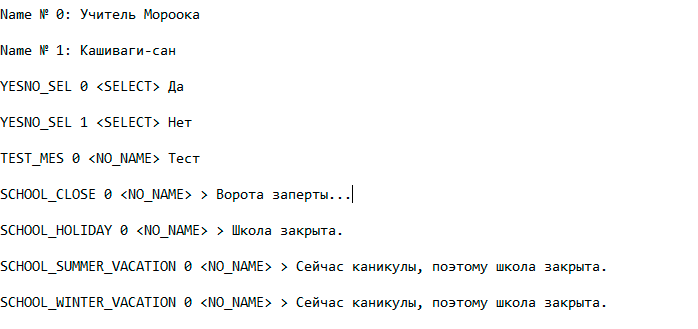 Name № 0: Учитель Мороока
Name № 1: Кашиваги-сан
YESNO_SEL 0 <SELECT> Да
YESNO_SEL 1 <SELECT> Нет
TEST_MES 0 <NO_NAME> Тест
SCHOOL_CLOSE 0 <NO_NAME> > Ворота заперты...
SCHOOL_HOLIDAY 0 <NO_NAME> > Школа закрыта.
SCHOOL_SUMMER_VACATION 0 <NO_NAME> > Сейчас каникулы, поэтому школа закрыта.
SCHOOL_WINTER_VACATION 0 <NO_NAME> > Сейчас каникулы, поэтому школа закрыта.